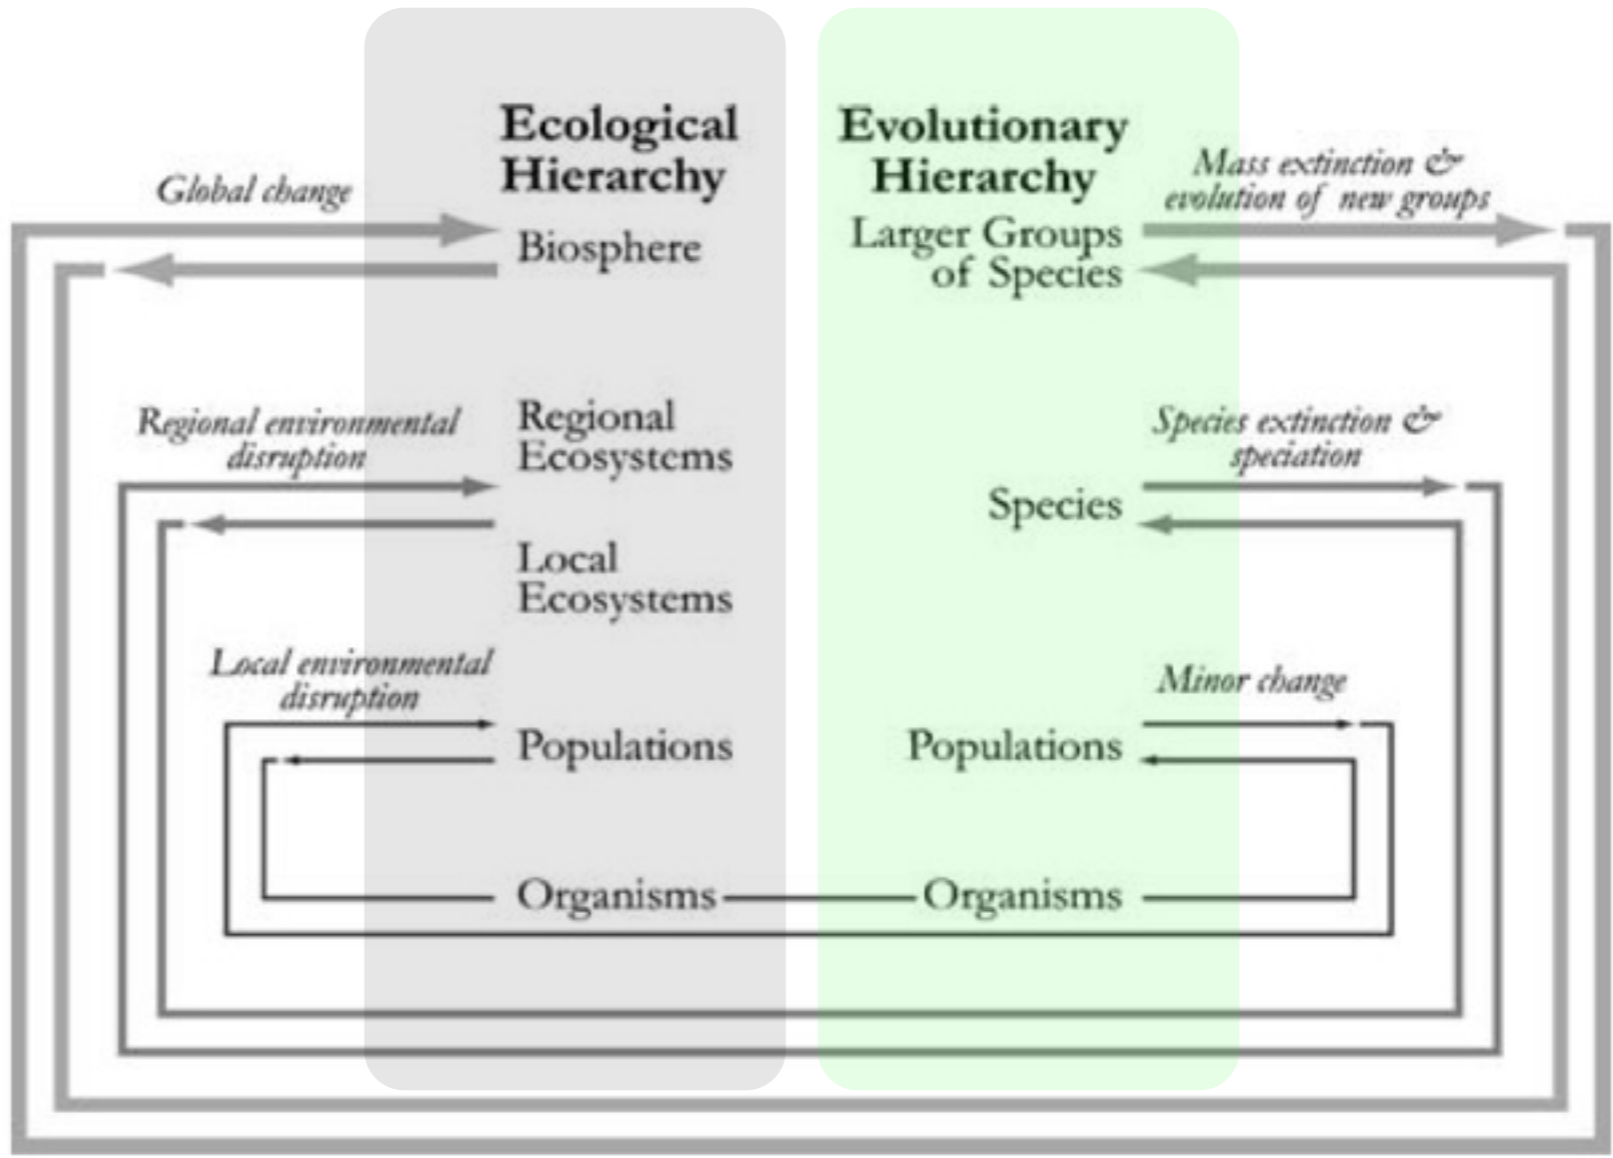 Ecological
Hierarchy
Evolutionary
Hierarchy
Global change
Mass extinction &
evolution of new groups
Biosphere
Larger Groups
of Species
Regional environmental
disruption
Regional
Ecosystems
Species extinction &
speciation
Species
Local
Ecosystems
Local environmental
disruption
Minor change
Populations
Populations
Organisms
Organisms